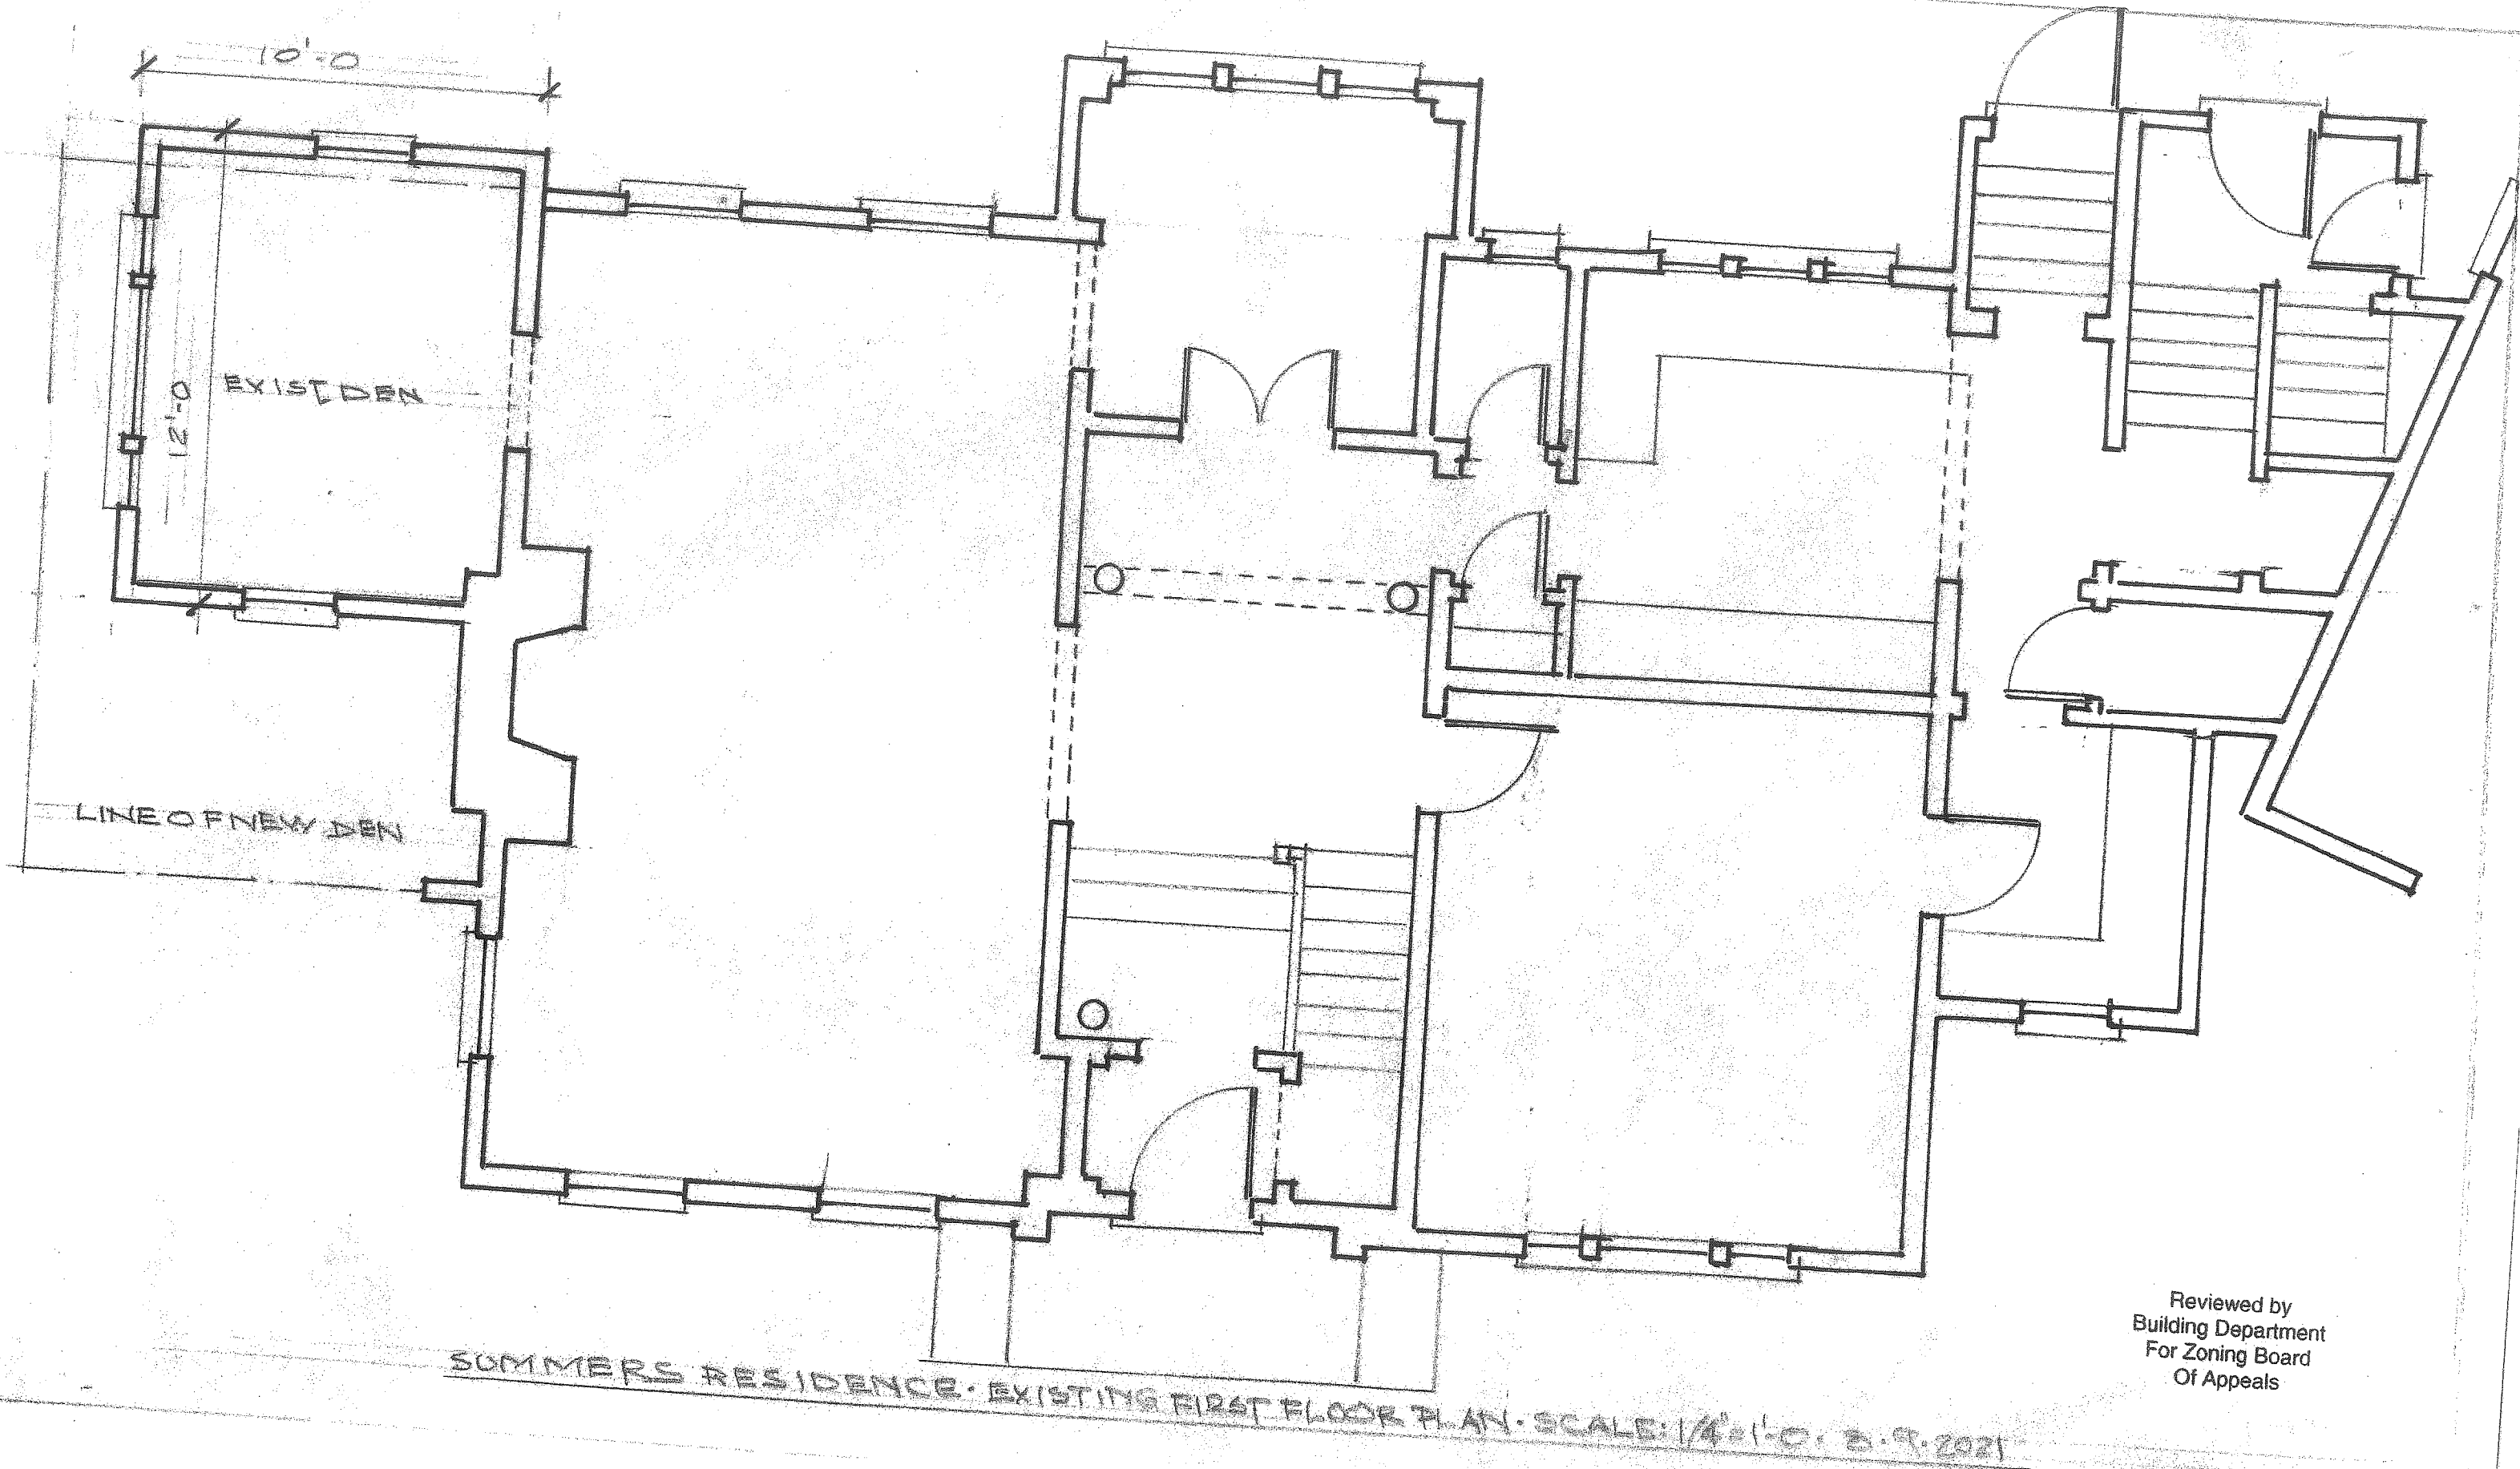 10'-0
EXIST DEN
12'-0
LINE OF NEW DEN
SUMMERS RESIDENCE · EXISTING FIRST FLOOR PLAN · SCALE: 1/4"=1'-0 · 3·9·2021
Reviewed by
Building Department
For Zoning Board
Of Appeals